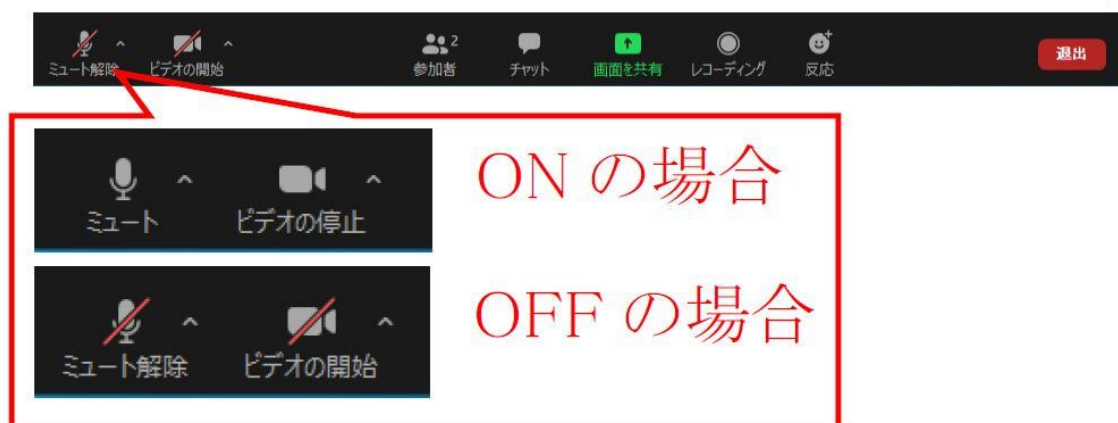 2
ミュート解除 ビデオの開始 参加者 チャット 画面を共有 レコーディング 反応 退出
ミュート ビデオの停止
ON の場合
ミュート解除 ビデオの開始
OFF の場合